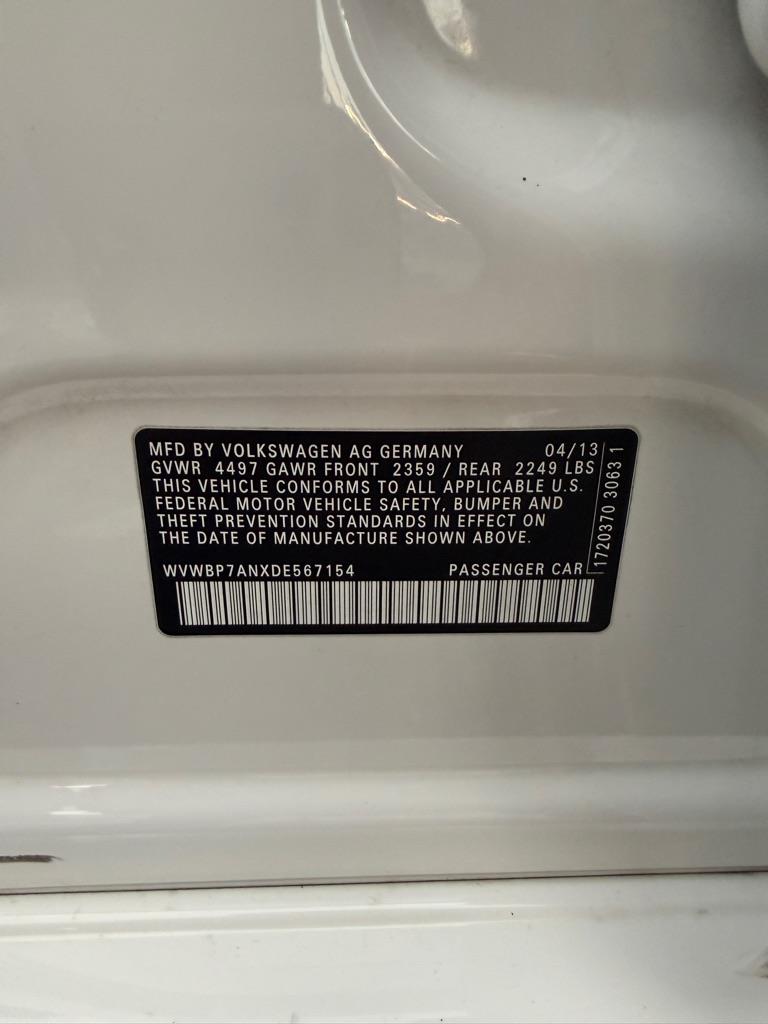 MFD BY VOLKSWAGEN AG GERMANY 04/13
GVWR 4497 GAWR FRONT 2359 / REAR 2249 LBS
THIS VEHICLE CONFORMS TO ALL APPLICABLE U.S.
FEDERAL MOTOR VEHICLE SAFETY, BUMPER AND
THEFT PREVENTION STANDARDS IN EFFECT ON
THE DATE OF MANUFACTURE SHOWN ABOVE.
WVWBP7ANXDE567154 PASSENGER CAR
1720370 3063 1